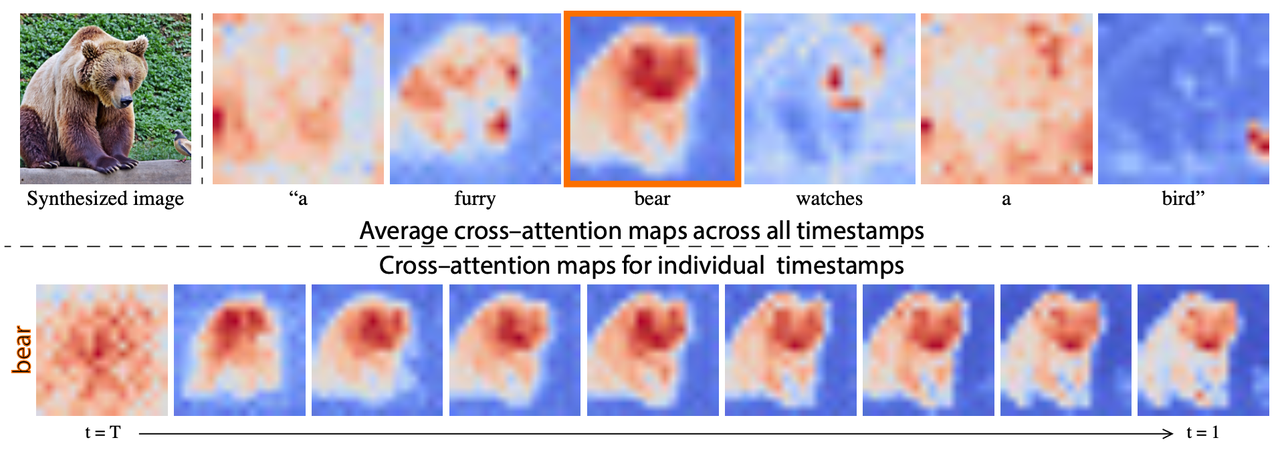 Synthesized image
“a
furry
bear
watches
a
bird”
Average cross–attention maps across all timestamps
Cross–attention maps for individual timestamps
bear
t = T
t = 1